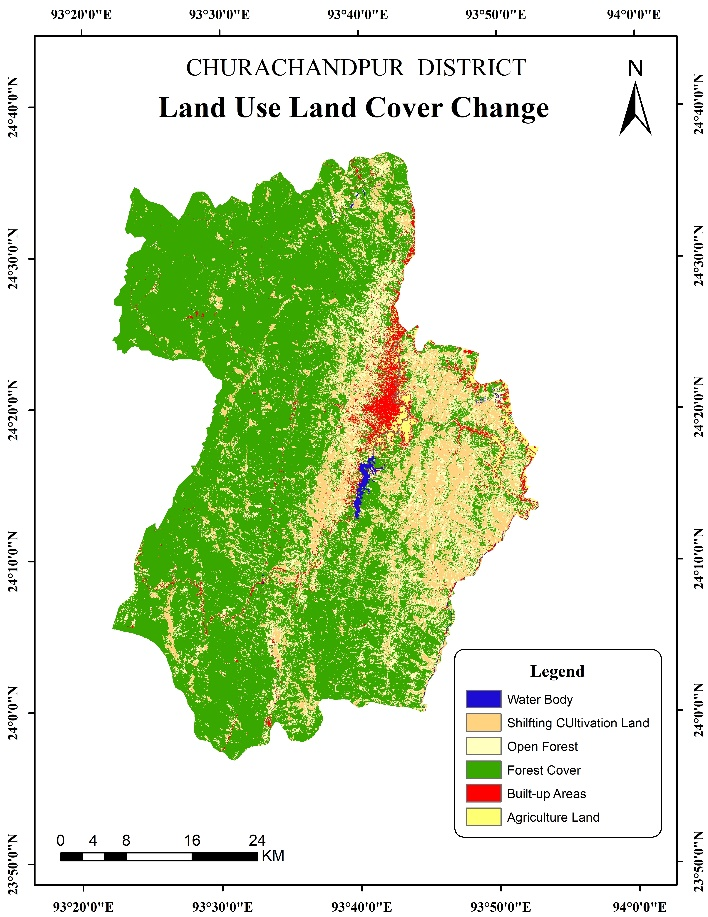 93°20'0"E 93°30'0"E 93°40'0"E 93°50'0"E 94°0'0"E
CHURACHANDPUR DISTRICT
Land Use Land Cover Change
N
24°40'0"N 24°40'0"N
24°30'0"N 24°30'0"N
24°20'0"N 24°20'0"N
24°10'0"N 24°10'0"N
24°0'0"N 24°0'0"N
23°50'0"N 23°50'0"N
Legend
Water Body
Shifting CUltivation Land
Open Forest
Forest Cover
Built-up Areas
Agriculture Land
0 4 8 16 24
KM
93°20'0"E 93°30'0"E 93°40'0"E 93°50'0"E 94°0'0"E